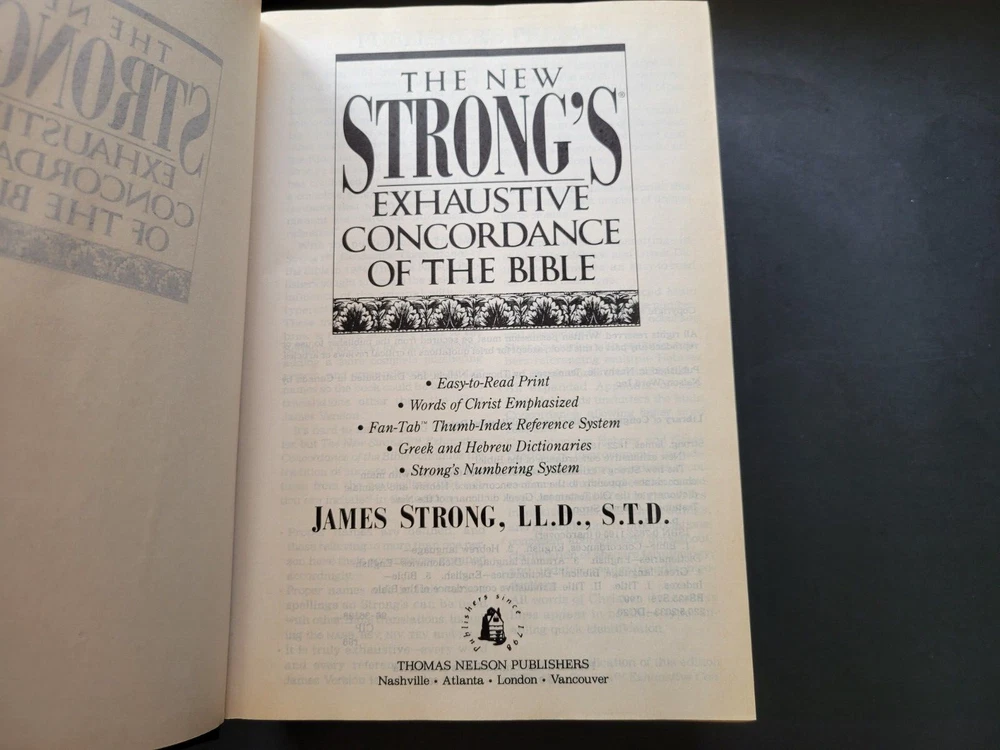 THE NEW
STRONG'S®
EXHAUSTIVE
CONCORDANCE
OF THE BIBLE
• Easy-to-Read Print
• Words of Christ Emphasized
• Fan-Tab™ Thumb-Index Reference System
• Greek and Hebrew Dictionaries
• Strong's Numbering System
JAMES STRONG, LL.D., S.T.D.
Publishers since 1798
THOMAS NELSON PUBLISHERS
Nashville • Atlanta • London • Vancouver